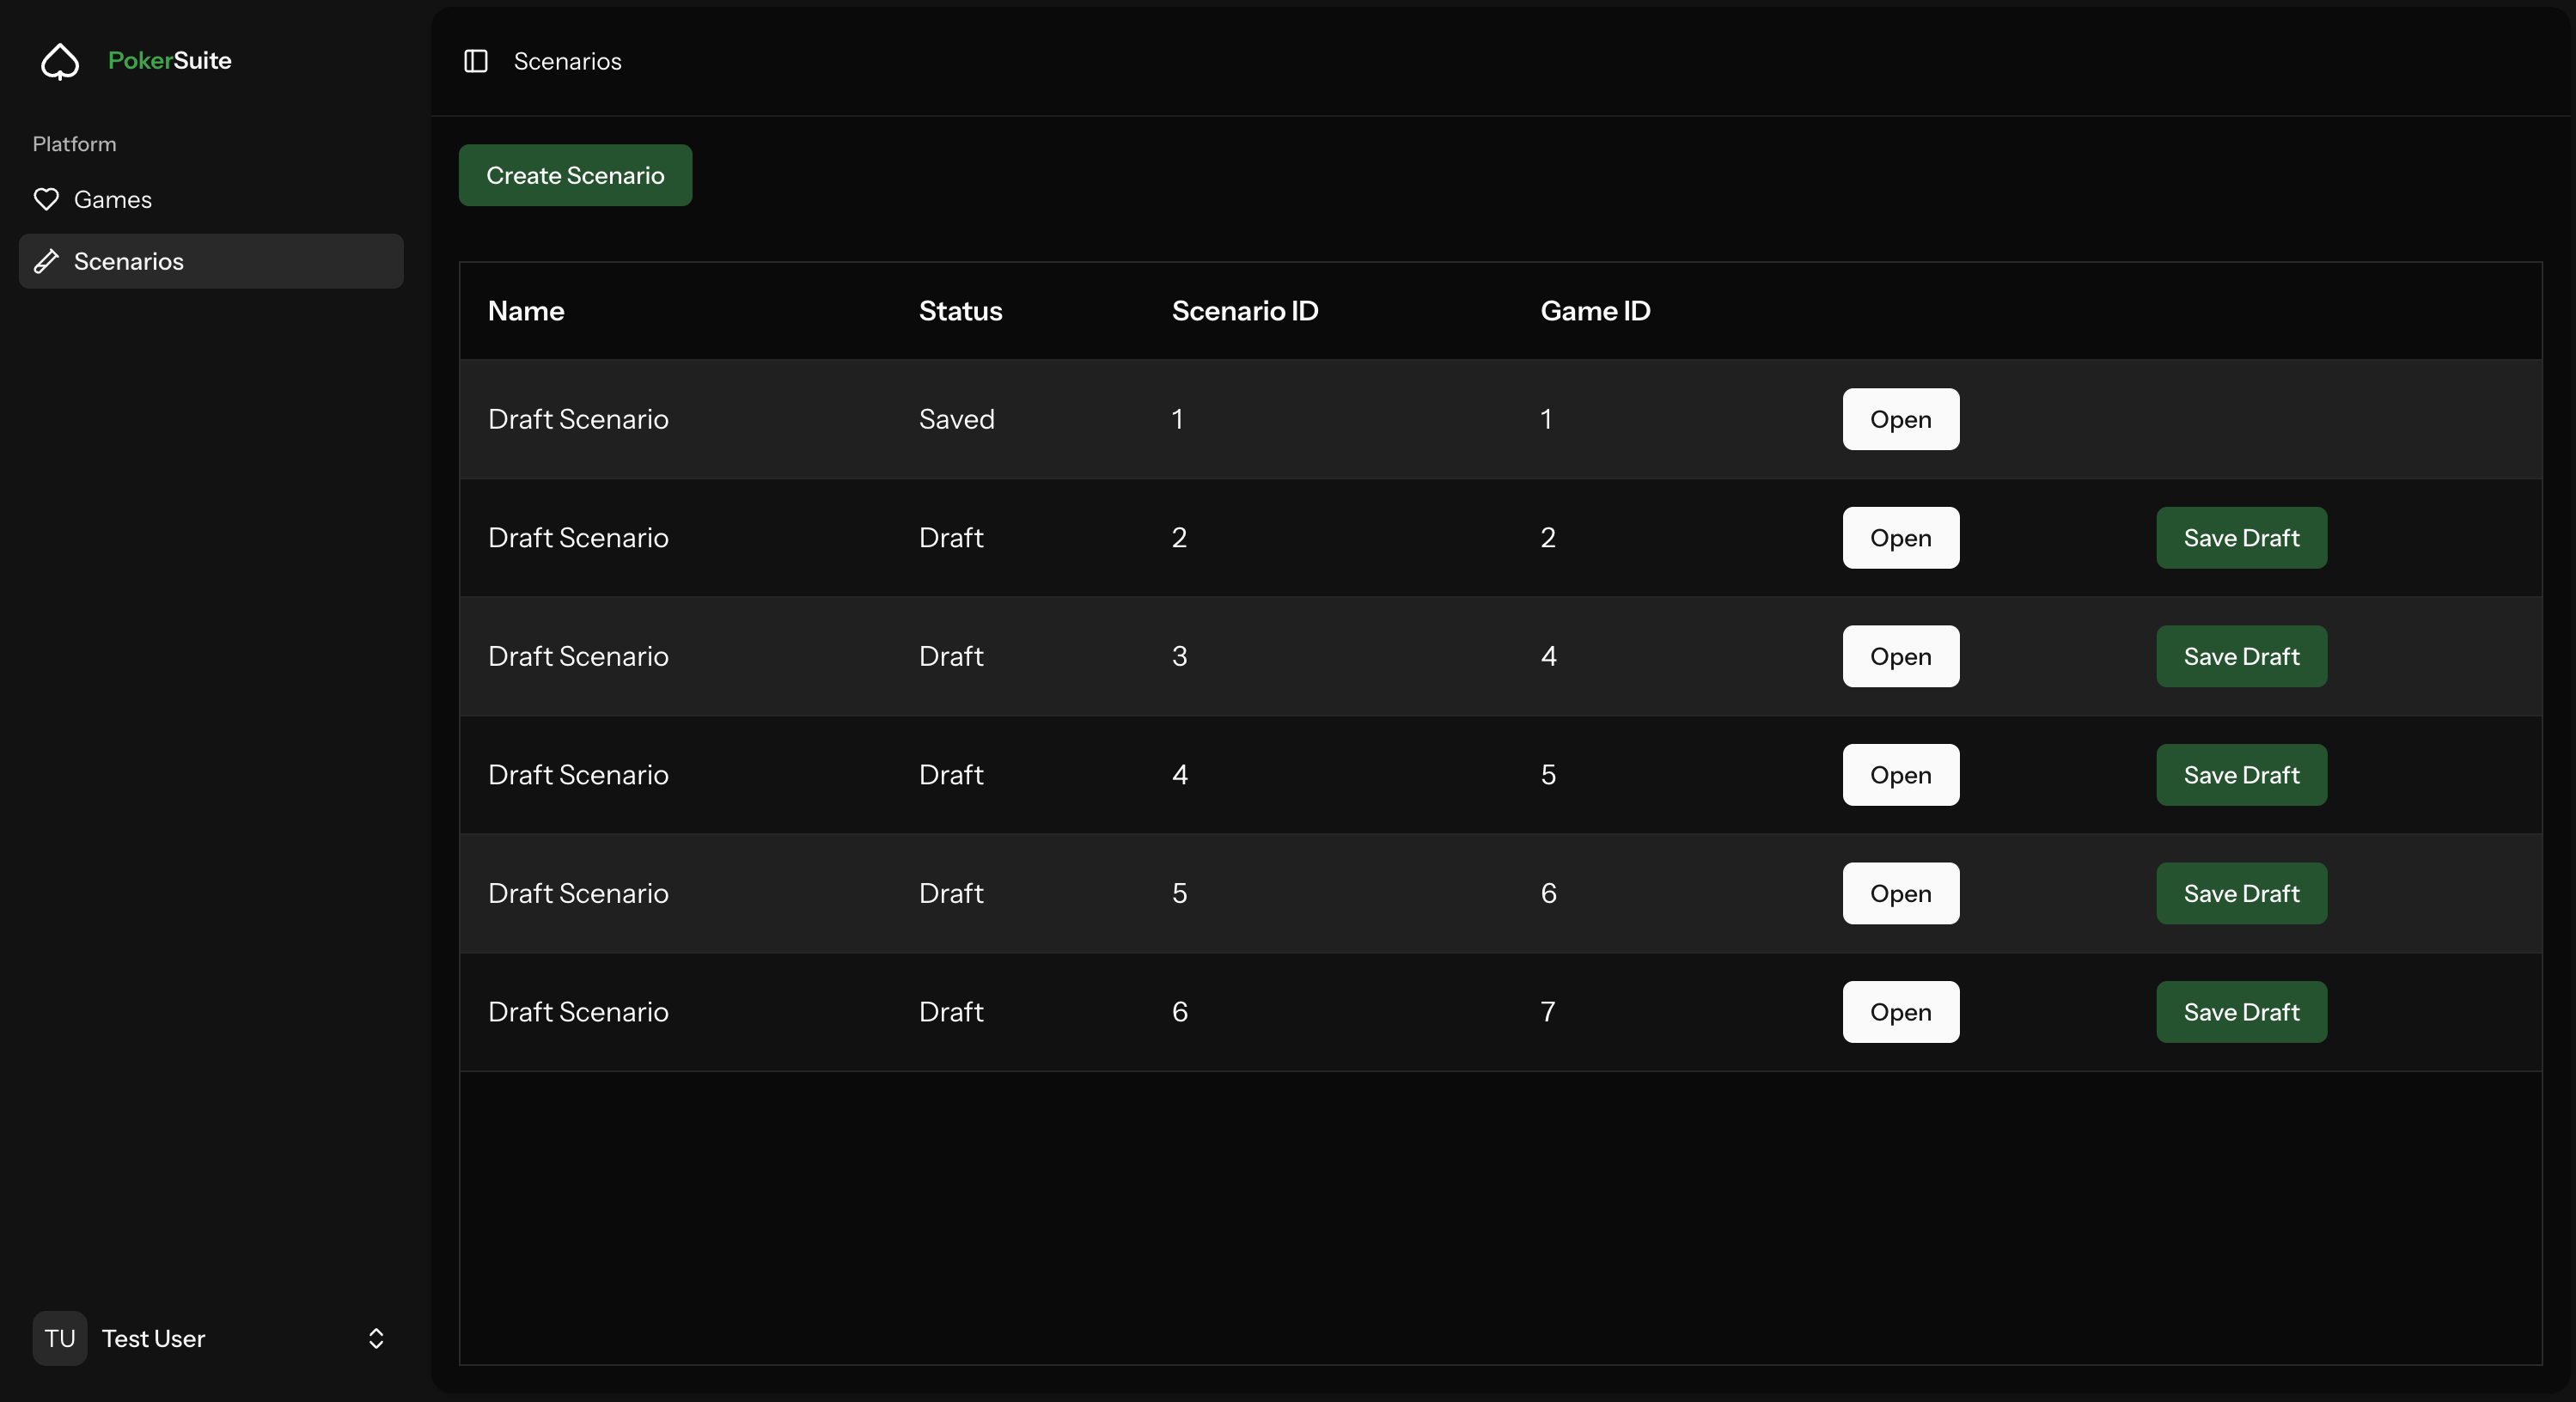 PokerSuite
Platform
Games
Scenarios
TU Test User
Scenarios
Create Scenario
Name Status Scenario ID Game ID
Draft Scenario Saved 1 1 Open
Draft Scenario Draft 2 2 Open Save Draft
Draft Scenario Draft 3 4 Open Save Draft
Draft Scenario Draft 4 5 Open Save Draft
Draft Scenario Draft 5 6 Open Save Draft
Draft Scenario Draft 6 7 Open Save Draft